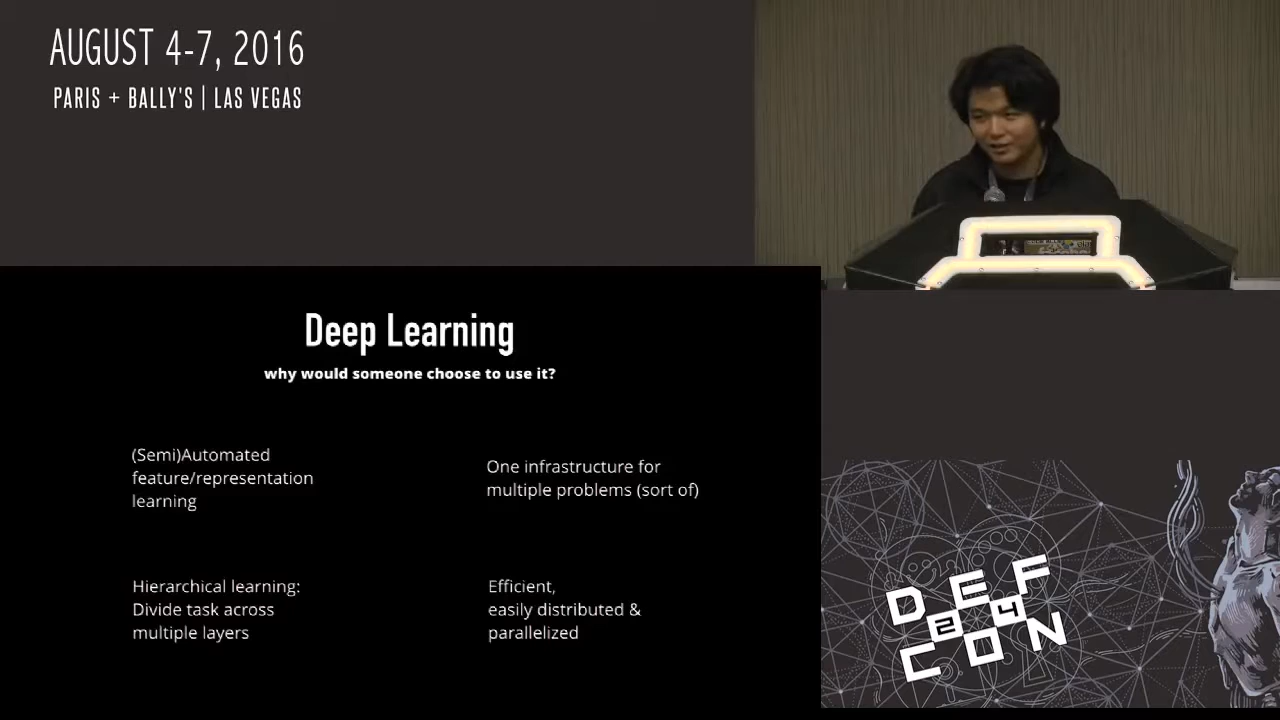 AUGUST 4-7, 2016
PARIS + BALLY'S | LAS VEGAS
Deep Learning
why would someone choose to use it?
(Semi)Automated
feature/representation
learning
One infrastructure for
multiple problems (sort of)
Hierarchical learning:
Divide task across
multiple layers
Efficient,
easily distributed &
parallelized
DEF
24
CON